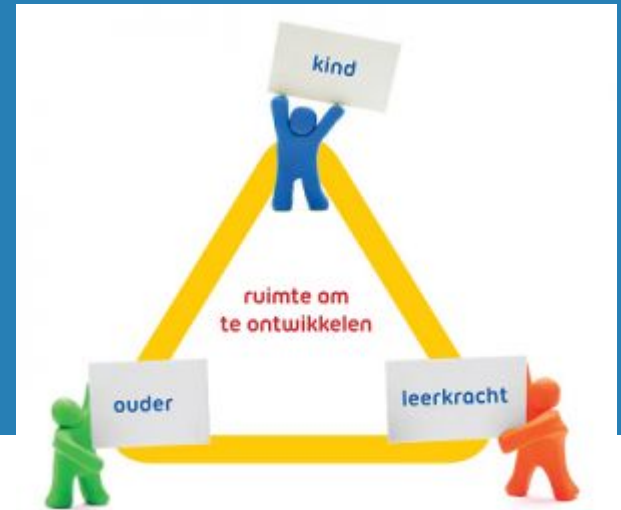 kind
ruimte om
te ontwikkelen
ouder
leerkracht